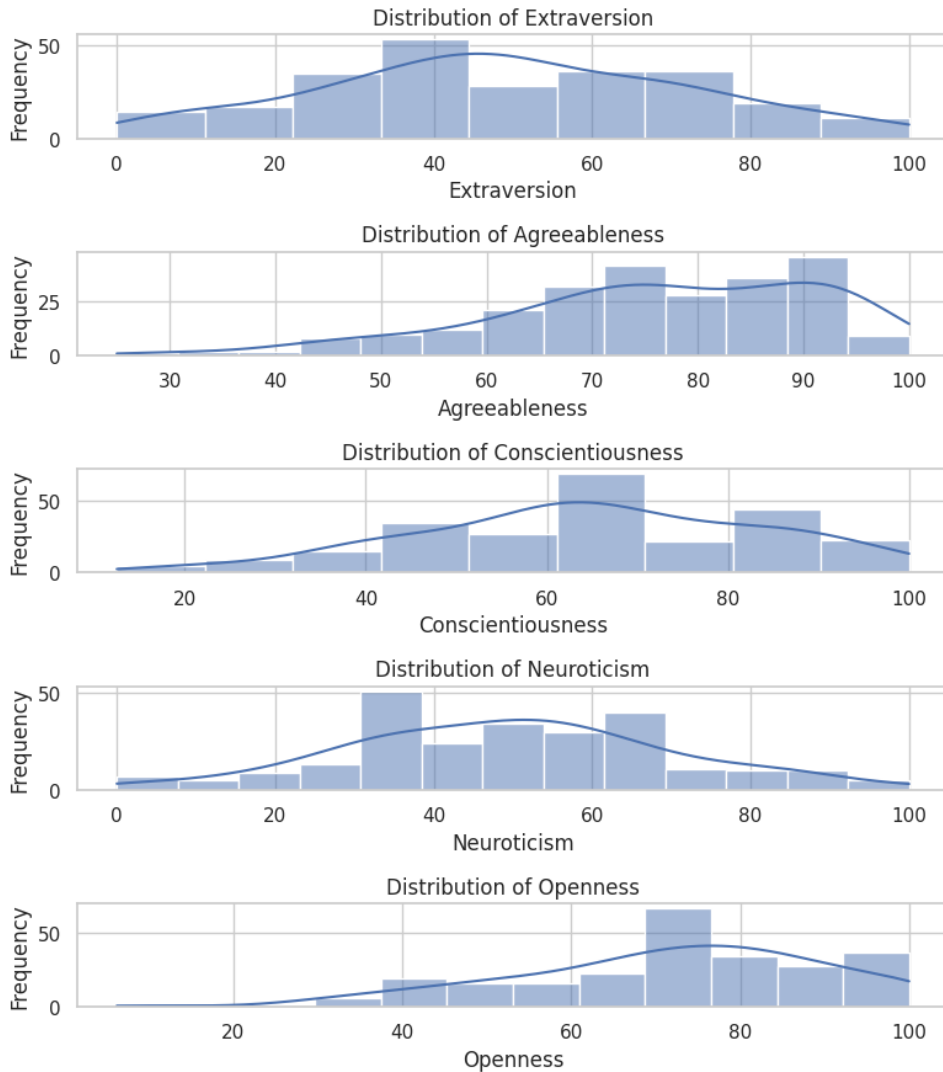 Distribution of Extraversion
Frequency
50
0
0 20 40 60 80 100
Extraversion
Distribution of Agreeableness
Frequency
25
0
30 40 50 60 70 80 90 100
Agreeableness
Distribution of Conscientiousness
Frequency
50
0
20 40 60 80 100
Conscientiousness
Distribution of Neuroticism
Frequency
50
0
0 20 40 60 80 100
Neuroticism
Distribution of Openness
Frequency
50
0
20 40 60 80 100
Openness